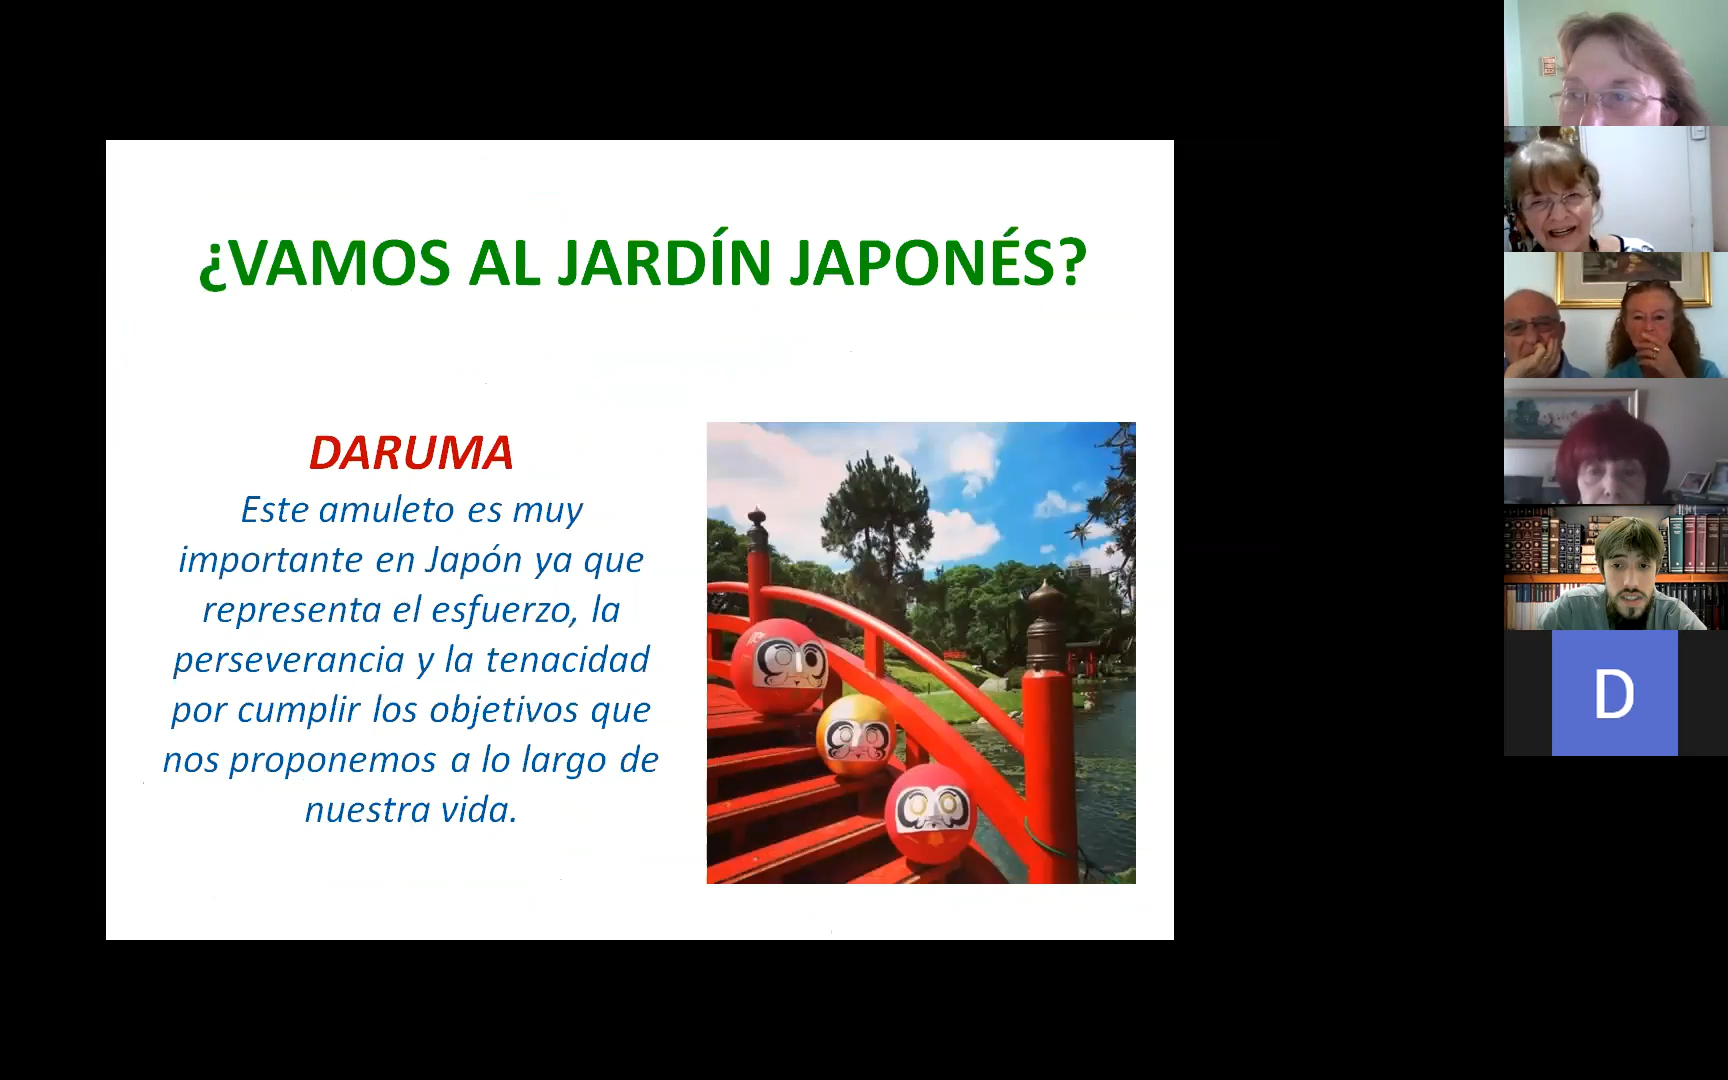 ¿VAMOS AL JARDÍN JAPONÉS?
DARUMA
Este amuleto es muy
importante en Japón ya que
representa el esfuerzo, la
perseverancia y la tenacidad
por cumplir los objetivos que
nos proponemos a lo largo de
nuestra vida.
D